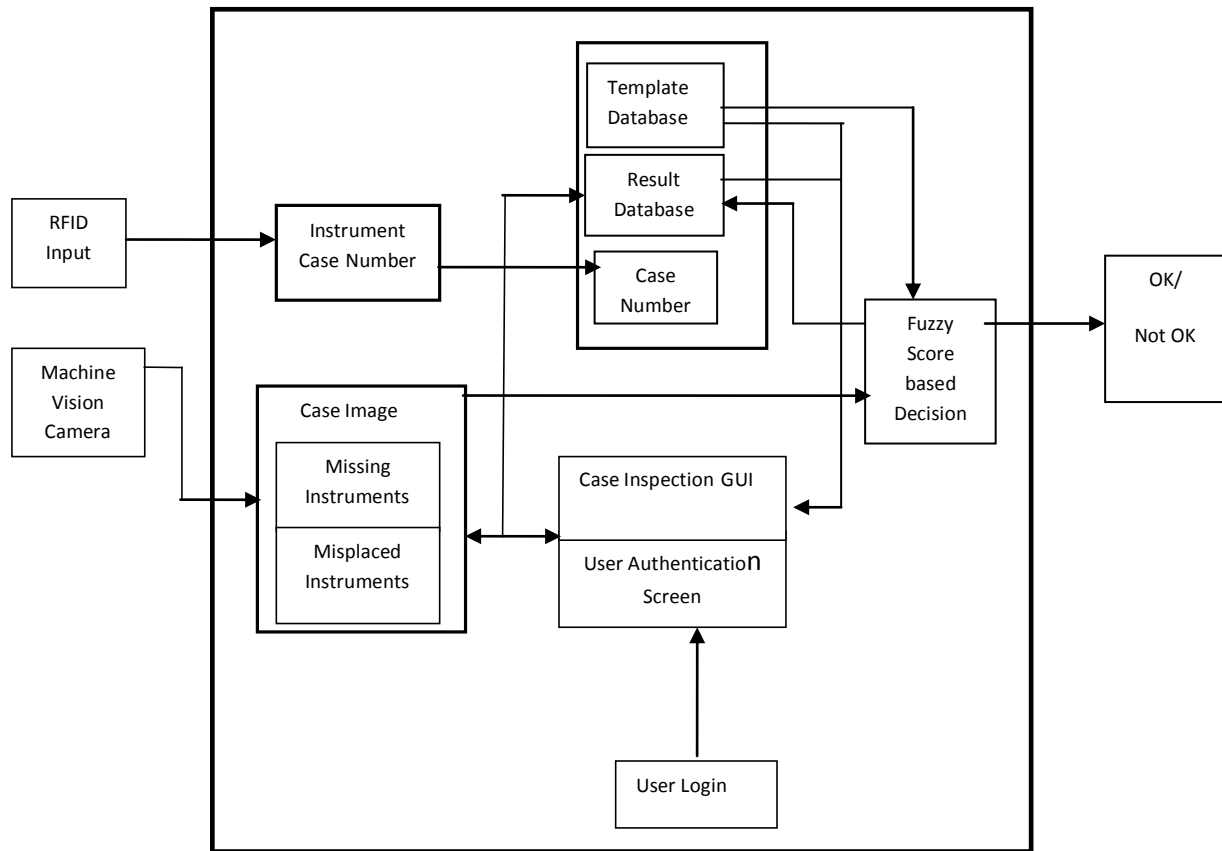 Template
Database
Result
Database
Case
Number
RFID
Input
Instrument
Case Number
OK/
Not OK
Fuzzy
Score
based
Decision
Machine
Vision
Camera
Case Image
Missing
Instruments
Misplaced
Instruments
Case Inspection GUI
User Authentication
Screen
User Login